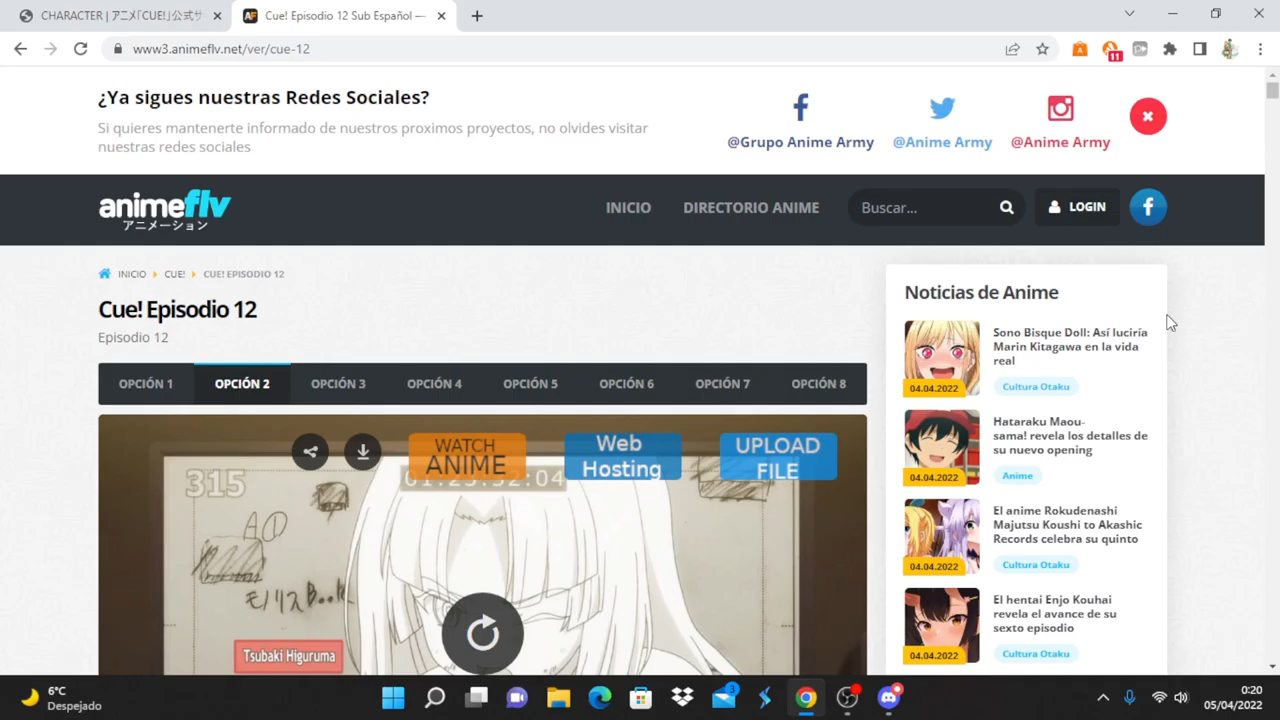 CHARACTER | アニメ「CUE!」公式サ
Cue! Episodio 12 Sub Español —
www3.animeflv.net/ver/cue-12
11
¿Ya sigues nuestras Redes Sociales?
Si quieres mantenerte informado de nuestros proximos proyectos, no olvides visitar
nuestras redes sociales
@Grupo Anime Army
@Anime Army
@Anime Army
animeflv
アニメーション
INICIO
DIRECTORIO ANIME
Buscar...
LOGIN
INICIO
CUE!
CUE! EPISODIO 12
Cue! Episodio 12
Episodio 12
OPCIÓN 1
OPCIÓN 2
OPCIÓN 3
OPCIÓN 4
OPCIÓN 5
OPCIÓN 6
OPCIÓN 7
OPCIÓN 8
WATCH
ANIME
Web
Hosting
UPLOAD
FILE
315
01:23:52:04
A①
モノリスBook
Tsubaki Higuruma
Noticias de Anime
Sono Bisque Doll: Así luciría
Marin Kitagawa en la vida
real
04.04.2022
Cultura Otaku
Hataraku Maou-
sama! revela los detalles de
su nuevo opening
04.04.2022
Anime
El anime Rokudenashi
Majutsu Koushi to Akashic
Records celebra su quinto
04.04.2022
Cultura Otaku
El hentai Enjo Kouhai
revela el avance de su
sexto episodio
04.04.2022
Cultura Otaku
6°C
Despejado
3
0:20
05/04/2022